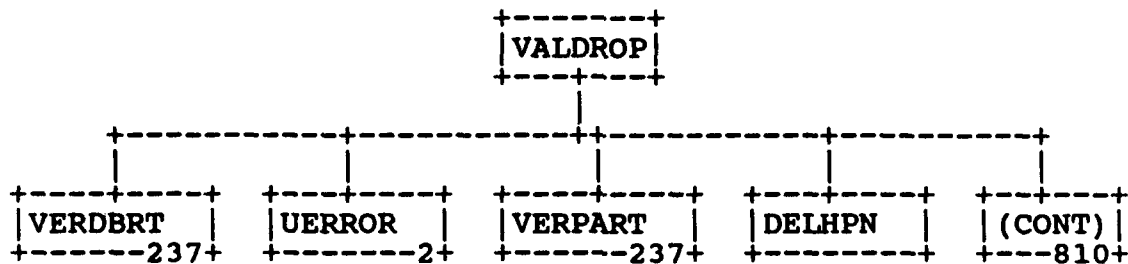 VALDROP
VERDBRT UERROR VERPART DELHPN (CONT)
237 2 237 810